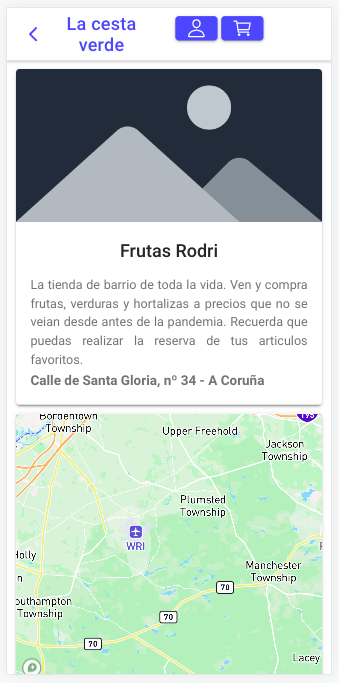 La cesta
verde
Frutas Rodri
La tienda de barrio de toda la vida. Ven y compra
frutas, verduras y hortalizas a precios que no se
veian desde antes de la pandemia. Recuerda que
puedas realizar la reserva de tus articulos
favoritos.
Calle de Santa Gloria, nº 34 - A Coruña
Bordentown
Township
195
Upper Freehold
Jackson
Township
Plumsted
Township
WRI
Holly
Manchester
Township
70
outhampton
Township
70
70
Lacey